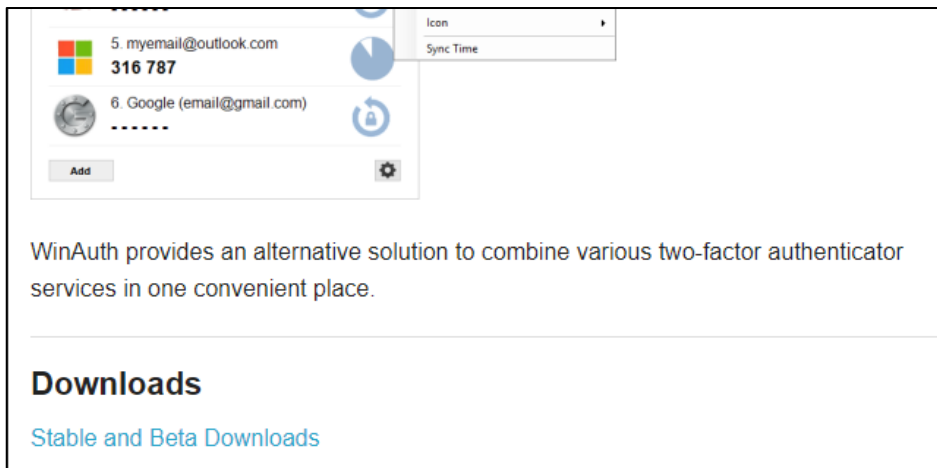 Icon
5. myemail@outlook.com
Sync Time
316 787
6. Google (email@gmail.com)
------
Add
WinAuth provides an alternative solution to combine various two-factor authenticator
services in one convenient place.
Downloads
Stable and Beta Downloads